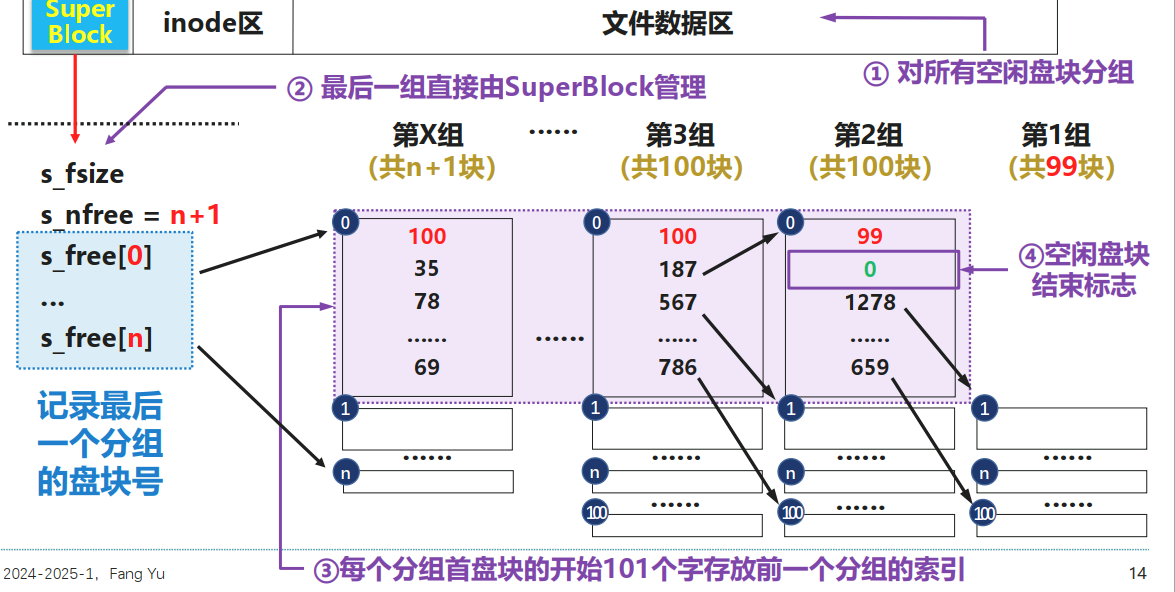 Super
Block
inode区
文件数据区
① 对所有空闲盘块分组
② 最后一组直接由SuperBlock管理
第X组
……
第3组
第2组
第1组
(共n+1块)
(共100块)
(共100块)
(共99块)
s_fsize
s_nfree = n+1
s_free[0]
...
s_free[n]
记录最后
一个分组
的盘块号
0
100
35
78
……
69
1
……
n
……
0
100
187
567
……
786
1
……
n
……
100
0
99
0
1278
……
659
1
……
n
……
100
1
……
n
……
100
④空闲盘块
结束标志
③每个分组首盘块的开始101个字存放前一个分组的索引
2024-2025-1, Fang Yu
14